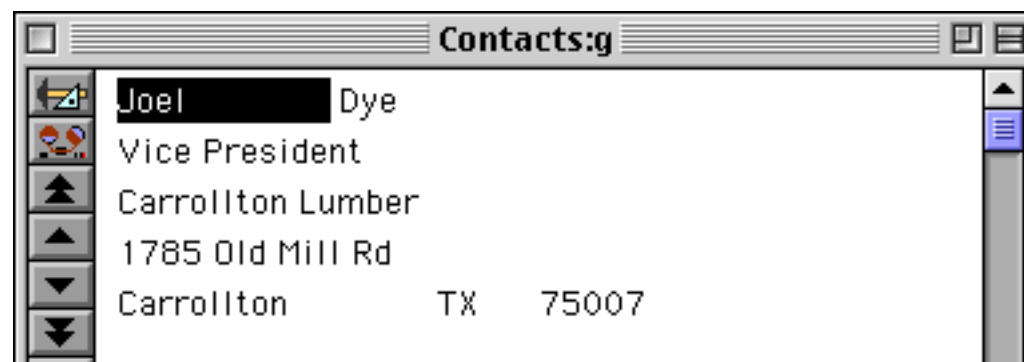 Contacts:g
Joel Dye
Vice President
Carrollton Lumber
1785 Old Mill Rd
Carrollton TX 75007